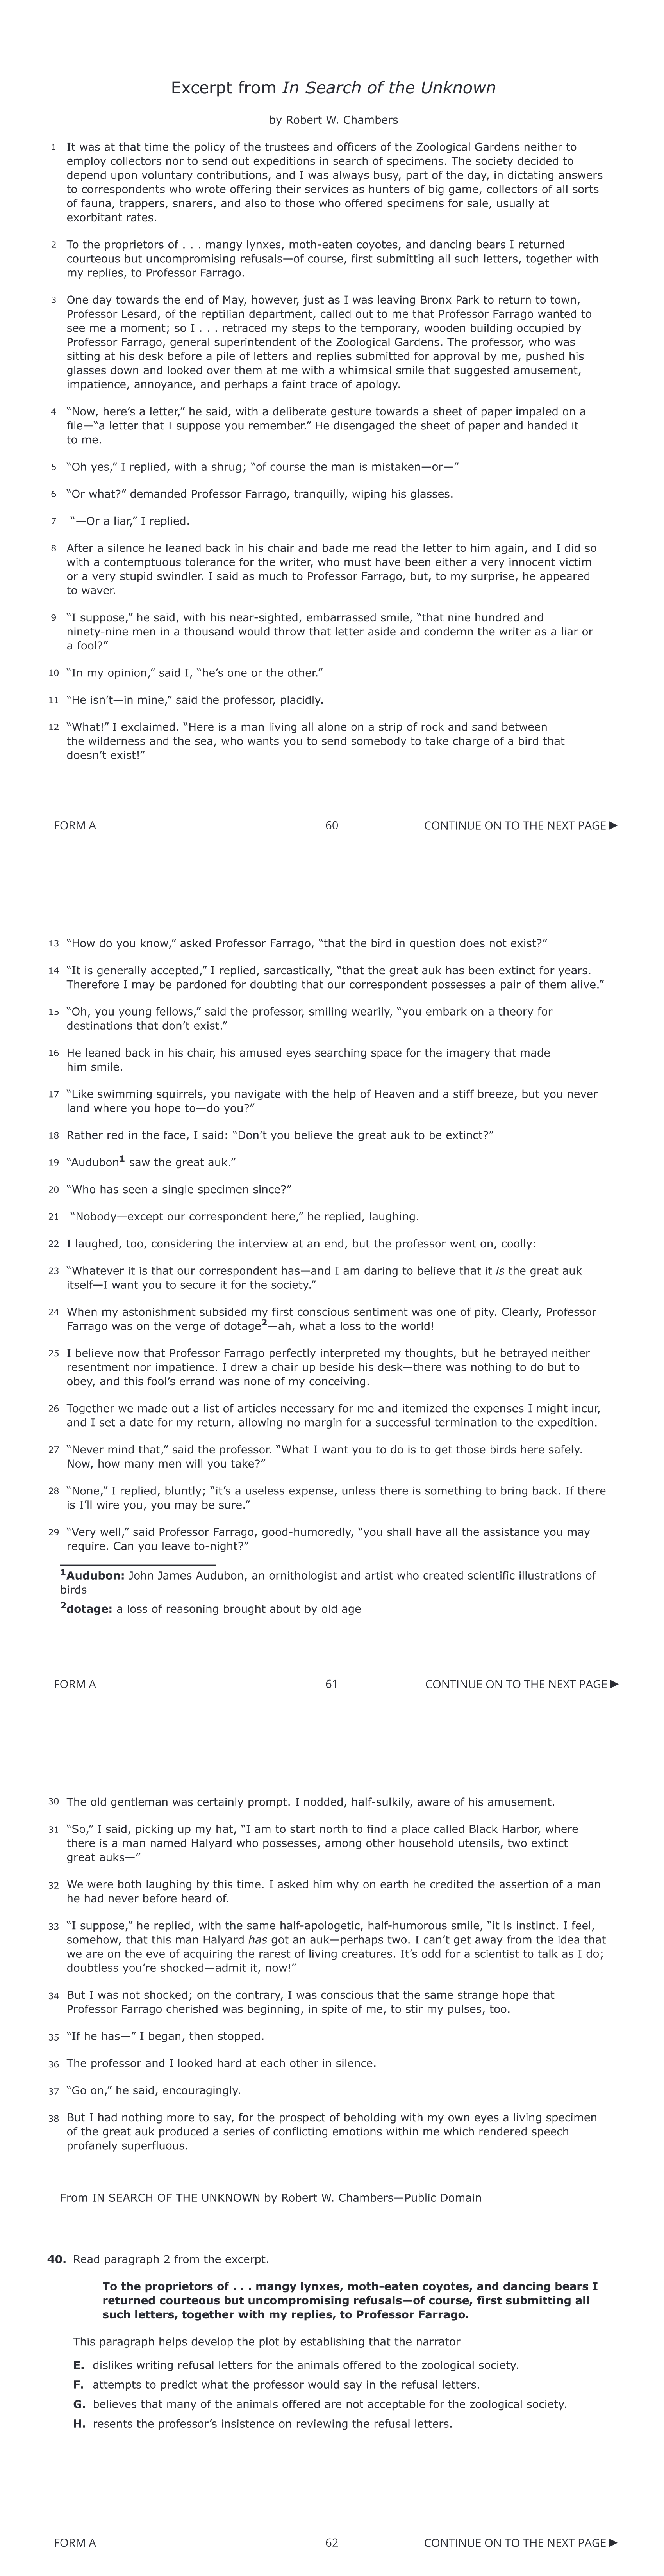 Excerpt from In Search of the Unknown
by Robert W. Chambers
1 It was at that time the policy of the trustees and officers of the Zoological Gardens neither to
employ collectors nor to send out expeditions in search of specimens. The society decided to
depend upon voluntary contributions, and I was always busy, part of the day, in dictating answers
to correspondents who wrote offering their services as hunters of big game, collectors of all sorts
of fauna, trappers, snarers, and also to those who offered specimens for sale, usually at
exorbitant rates.
2 To the proprietors of . . . mangy lynxes, moth-eaten coyotes, and dancing bears I returned
courteous but uncompromising refusals—of course, first submitting all such letters, together with
my replies, to Professor Farrago.
3 One day towards the end of May, however, just as I was leaving Bronx Park to return to town,
Professor Lesard, of the reptilian department, called out to me that Professor Farrago wanted to
see me a moment; so I . . . retraced my steps to the temporary, wooden building occupied by
Professor Farrago, general superintendent of the Zoological Gardens. The professor, who was
sitting at his desk before a pile of letters and replies submitted for approval by me, pushed his
glasses down and looked over them at me with a whimsical smile that suggested amusement,
impatience, annoyance, and perhaps a faint trace of apology.
4 “Now, here’s a letter,” he said, with a deliberate gesture towards a sheet of paper impaled on a
file—“a letter that I suppose you remember.” He disengaged the sheet of paper and handed it
to me.
5 “Oh yes,” I replied, with a shrug; “of course the man is mistaken—or—”
6 “Or what?” demanded Professor Farrago, tranquilly, wiping his glasses.
7 “—Or a liar,” I replied.
8 After a silence he leaned back in his chair and bade me read the letter to him again, and I did so
with a contemptuous tolerance for the writer, who must have been either a very innocent victim
or a very stupid swindler. I said as much to Professor Farrago, but, to my surprise, he appeared
to waver.
9 “I suppose,” he said, with his near-sighted, embarrassed smile, “that nine hundred and
ninety-nine men in a thousand would throw that letter aside and condemn the writer as a liar or
a fool?”
10 “In my opinion,” said I, “he’s one or the other.”
11 “He isn’t—in mine,” said the professor, placidly.
12 “What!” I exclaimed. “Here is a man living all alone on a strip of rock and sand between
the wilderness and the sea, who wants you to send somebody to take charge of a bird that
doesn’t exist!”
FORM A 60 CONTINUE ON TO THE NEXT PAGE ►
13 “How do you know,” asked Professor Farrago, “that the bird in question does not exist?”
14 “It is generally accepted,” I replied, sarcastically, “that the great auk has been extinct for years.
Therefore I may be pardoned for doubting that our correspondent possesses a pair of them alive.”
15 “Oh, you young fellows,” said the professor, smiling wearily, “you embark on a theory for
destinations that don’t exist.”
16 He leaned back in his chair, his amused eyes searching space for the imagery that made
him smile.
17 “Like swimming squirrels, you navigate with the help of Heaven and a stiff breeze, but you never
land where you hope to—do you?”
18 Rather red in the face, I said: “Don’t you believe the great auk to be extinct?”
19 “Audubon1 saw the great auk.”
20 “Who has seen a single specimen since?”
21 “Nobody—except our correspondent here,” he replied, laughing.
22 I laughed, too, considering the interview at an end, but the professor went on, coolly:
23 “Whatever it is that our correspondent has—and I am daring to believe that it is the great auk
itself—I want you to secure it for the society.”
24 When my astonishment subsided my first conscious sentiment was one of pity. Clearly, Professor
Farrago was on the verge of dotage2—ah, what a loss to the world!
25 I believe now that Professor Farrago perfectly interpreted my thoughts, but he betrayed neither
resentment nor impatience. I drew a chair up beside his desk—there was nothing to do but to
obey, and this fool’s errand was none of my conceiving.
26 Together we made out a list of articles necessary for me and itemized the expenses I might incur,
and I set a date for my return, allowing no margin for a successful termination to the expedition.
27 “Never mind that,” said the professor. “What I want you to do is to get those birds here safely.
Now, how many men will you take?”
28 “None,” I replied, bluntly; “it’s a useless expense, unless there is something to bring back. If there
is I’ll wire you, you may be sure.”
29 “Very well,” said Professor Farrago, good-humoredly, “you shall have all the assistance you may
require. Can you leave to-night?”
1Audubon: John James Audubon, an ornithologist and artist who created scientific illustrations of
birds
2dotage: a loss of reasoning brought about by old age
FORM A 61 CONTINUE ON TO THE NEXT PAGE ►
30 The old gentleman was certainly prompt. I nodded, half-sulkily, aware of his amusement.
31 “So,” I said, picking up my hat, “I am to start north to find a place called Black Harbor, where
there is a man named Halyard who possesses, among other household utensils, two extinct
great auks—”
32 We were both laughing by this time. I asked him why on earth he credited the assertion of a man
he had never before heard of.
33 “I suppose,” he replied, with the same half-apologetic, half-humorous smile, “it is instinct. I feel,
somehow, that this man Halyard has got an auk—perhaps two. I can’t get away from the idea that
we are on the eve of acquiring the rarest of living creatures. It’s odd for a scientist to talk as I do;
doubtless you’re shocked—admit it, now!”
34 But I was not shocked; on the contrary, I was conscious that the same strange hope that
Professor Farrago cherished was beginning, in spite of me, to stir my pulses, too.
35 “If he has—” I began, then stopped.
36 The professor and I looked hard at each other in silence.
37 “Go on,” he said, encouragingly.
38 But I had nothing more to say, for the prospect of beholding with my own eyes a living specimen
of the great auk produced a series of conflicting emotions within me which rendered speech
profanely superfluous.
From IN SEARCH OF THE UNKNOWN by Robert W. Chambers—Public Domain
40. Read paragraph 2 from the excerpt.
To the proprietors of . . . mangy lynxes, moth-eaten coyotes, and dancing bears I
returned courteous but uncompromising refusals—of course, first submitting all
such letters, together with my replies, to Professor Farrago.
This paragraph helps develop the plot by establishing that the narrator
E. dislikes writing refusal letters for the animals offered to the zoological society.
F. attempts to predict what the professor would say in the refusal letters.
G. believes that many of the animals offered are not acceptable for the zoological society.
H. resents the professor’s insistence on reviewing the refusal letters.
FORM A 62 CONTINUE ON TO THE NEXT PAGE ►